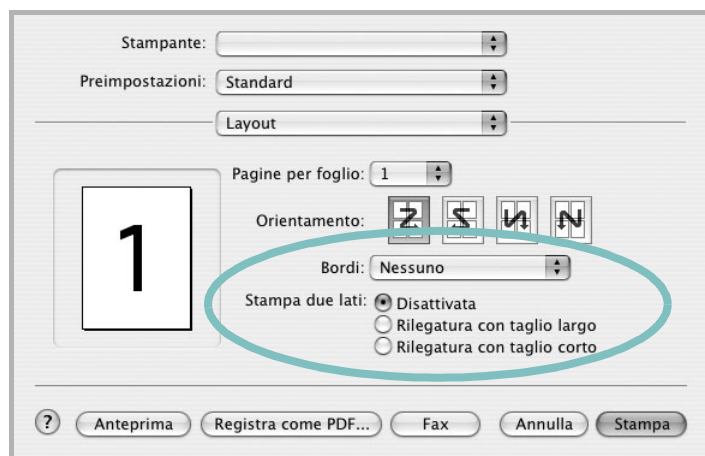 Stampante:
Preimpostazioni: Standard
Layout
Pagine per foglio: 1
1
Orientamento:
Bordi: Nessuno
Stampa due lati: Disattivata
Rilegatura con taglio largo
Rilegatura con taglio corto
? Anteprima Registra come PDF... Fax Annulla Stampa